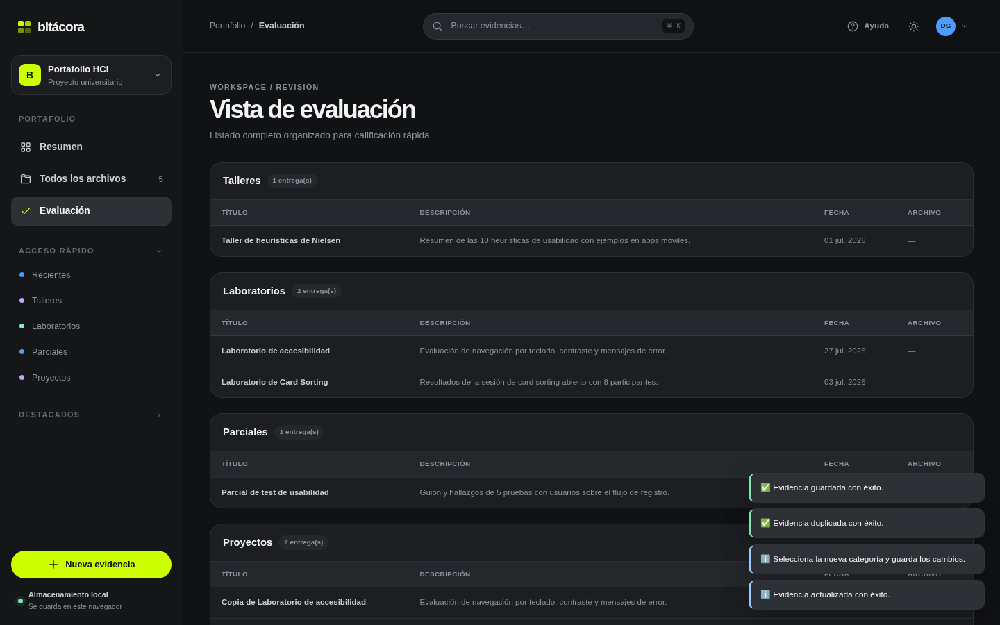 bitácora
B
Portafolio HCI
Proyecto universitario
PORTAFOLIO
Resumen
Todos los archivos 5
Evaluación
ACCESO RÁPIDO
Recientes
Talleres
Laboratorios
Parciales
Proyectos
DESTACADOS
Nueva evidencia
Almacenamiento local
Se guarda en este navegador
Portafolio / Evaluación
Buscar evidencias… ⌘ K
Ayuda
DG
WORKSPACE / REVISIÓN
Vista de evaluación
Listado completo organizado para calificación rápida.
Talleres 1 entrega(s)
TÍTULO DESCRIPCIÓN FECHA ARCHIVO
Taller de heurísticas de Nielsen Resumen de las 10 heurísticas de usabilidad con ejemplos en apps móviles. 01 jul. 2026 —
Laboratorios 2 entrega(s)
TÍTULO DESCRIPCIÓN FECHA ARCHIVO
Laboratorio de accesibilidad Evaluación de navegación por teclado, contraste y mensajes de error. 27 jul. 2026 —
Laboratorio de Card Sorting Resultados de la sesión de card sorting abierto con 8 participantes. 03 jul. 2026 —
Parciales 1 entrega(s)
TÍTULO DESCRIPCIÓN FECHA ARCHIVO
Parcial de test de usabilidad Guion y hallazgos de 5 pruebas con usuarios sobre el flujo de registro.
Proyectos 2 entrega(s)
TÍTULO DESCRIPCIÓN FECHA ARCHIVO
Copia de Laboratorio de accesibilidad Evaluación de navegación por teclado, contraste y mensajes de error.
✅ Evidencia guardada con éxito.
✅ Evidencia duplicada con éxito.
ℹ️ Selecciona la nueva categoría y guarda los cambios.
ℹ️ Evidencia actualizada con éxito.